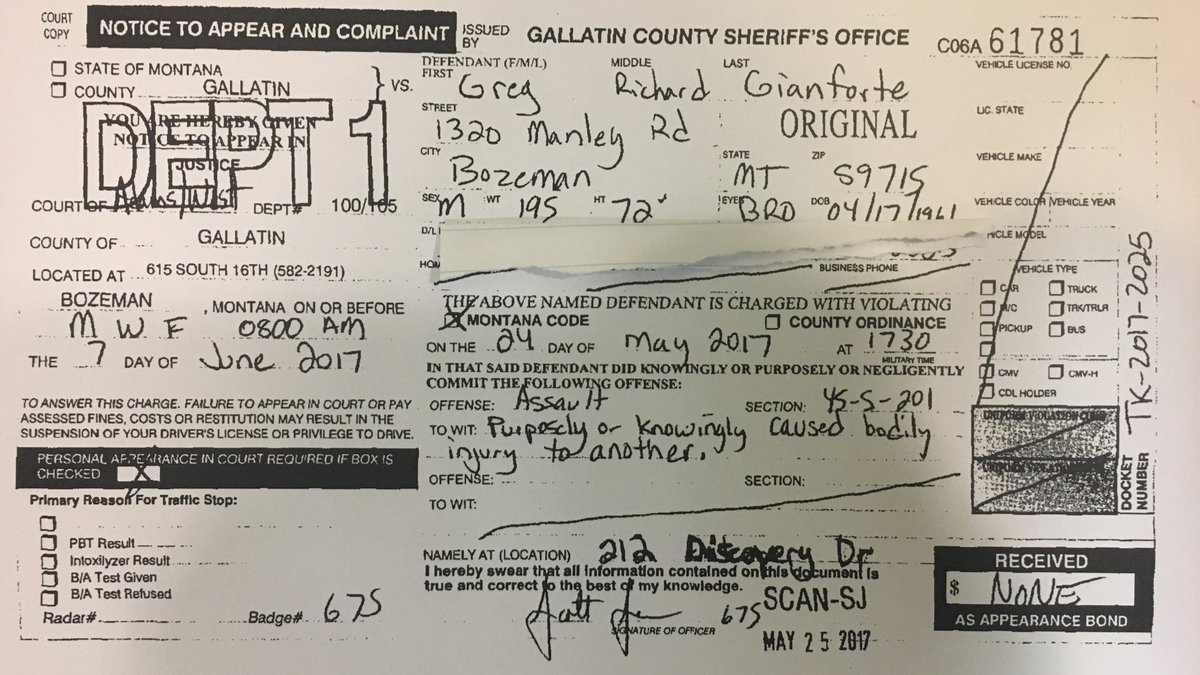 COURT COPY
NOTICE TO APPEAR AND COMPLAINT
ISSUED BY
GALLATIN COUNTY SHERIFF'S OFFICE
C06A 61781
STATE OF MONTANA
COUNTY GALLATIN
} VS.
YOU ARE HEREBY GIVEN
NOTICE TO APPEAR IN
JUSTICE
DEPT 1
COURT OF DEPT# 100/105
COUNTY OF GALLATIN
LOCATED AT 615 SOUTH 16TH (582-2191)
BOZEMAN, MONTANA ON OR BEFORE
M W F 0800 AM
THE 7 DAY OF June 2017
TO ANSWER THIS CHARGE. FAILURE TO APPEAR IN COURT OR PAY
ASSESSED FINES, COSTS OR RESTITUTION MAY RESULT IN THE
SUSPENSION OF YOUR DRIVER'S LICENSE OR PRIVILEGE TO DRIVE.
PERSONAL APPEARANCE IN COURT REQUIRED IF BOX IS
CHECKED X
Primary Reason For Traffic Stop:
PBT Result
Intoxilyzer Result
B/A Test Given
B/A Test Refused
Radar# Badge# 675
DEFENDANT (F/M/L)
FIRST MIDDLE LAST
Greg Richard Gianforte
STREET
1320 Manley Rd
ORIGINAL
CITY STATE ZIP
Bozeman MT 59715
SEX M WT 195 HT 72" EYE BRO DOB 04/17/1961
D/L
HOM
BUSINESS PHONE
THE ABOVE NAMED DEFENDANT IS CHARGED WITH VIOLATING
X MONTANA CODE COUNTY ORDINANCE
ON THE 24 DAY OF May 2017 AT 1730
MILITARY TIME
IN THAT SAID DEFENDANT DID KNOWINGLY OR PURPOSELY OR NEGLIGENTLY
COMMIT THE FOLLOWING OFFENSE:
OFFENSE: Assault SECTION: 45-5-201
TO WIT: Purposely or Knowingly caused bodily
injury to another.
OFFENSE: SECTION:
TO WIT:
NAMELY AT (LOCATION) 212 Discovery Dr
I hereby swear that all information contained on this document is
true and correct to the best of my knowledge.
675
SIGNATURE OF OFFICER
SCAN-SJ
MAY 25 2017
VEHICLE LICENSE NO.
LIC. STATE
VEHICLE MAKE
VEHICLE COLOR VEHICLE YEAR
HICLE MODEL
VEHICLE TYPE
CAR TRUCK
M/C TRK/TRLR
PICKUP BUS
CMV CMV-H
CDL HOLDER
DOCKET NUMBER
TK-2017-2025
RECEIVED
$ NONE
AS APPEARANCE BOND